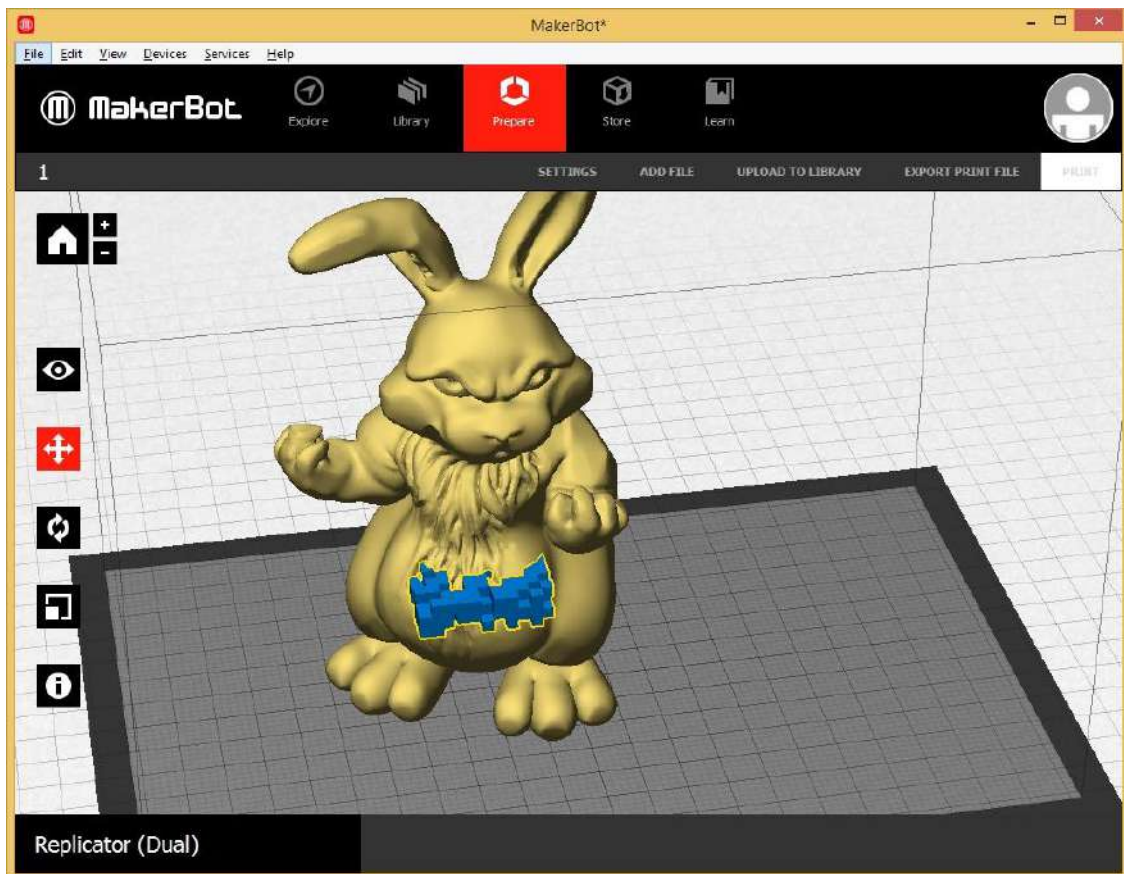 MakerBot*
File Edit View Devices Services Help
MakerBot Explore Library Prepare Store Learn
1 SETTINGS ADD FILE UPLOAD TO LIBRARY EXPORT PRINT FILE PRINT
Replicator (Dual)